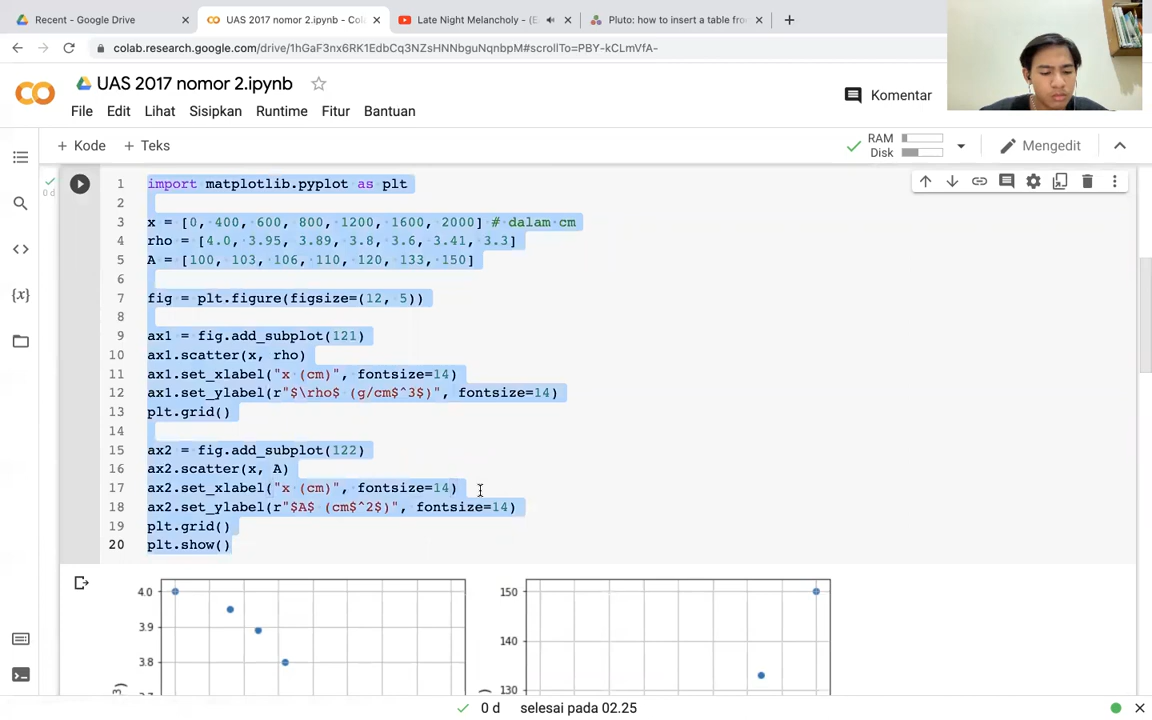 Recent - Google Drive
UAS 2017 nomor 2.ipynb - Col
Late Night Melancholy - (E
Pluto: how to insert a table fro
colab.research.google.com/drive/1hGaF3nx6RK1EdbCq3NZsHNNbguNqnbpM#scrollTo=PBY-kCLmVfA-
UAS 2017 nomor 2.ipynb
File Edit Lihat Sisipkan Runtime Fitur Bantuan
Komentar
+ Kode + Teks
RAM
Disk
Mengedit
0 d
1 import matplotlib.pyplot as plt
2
3 x = [0, 400, 600, 800, 1200, 1600, 2000] # dalam cm
4 rho = [4.0, 3.95, 3.89, 3.8, 3.6, 3.41, 3.3]
5 A = [100, 103, 106, 110, 120, 133, 150]
6
7 fig = plt.figure(figsize=(12, 5))
8
9 ax1 = fig.add_subplot(121)
10 ax1.scatter(x, rho)
11 ax1.set_xlabel("x (cm)", fontsize=14)
12 ax1.set_ylabel(r"$\rho$ (g/cm$^3$)", fontsize=14)
13 plt.grid()
14
15 ax2 = fig.add_subplot(122)
16 ax2.scatter(x, A)
17 ax2.set_xlabel("x (cm)", fontsize=14)
18 ax2.set_ylabel(r"$A$ (cm$^2$)", fontsize=14)
19 plt.grid()
20 plt.show()
4.0
3.9
3.8
150
140
130
0 d selesai pada 02.25